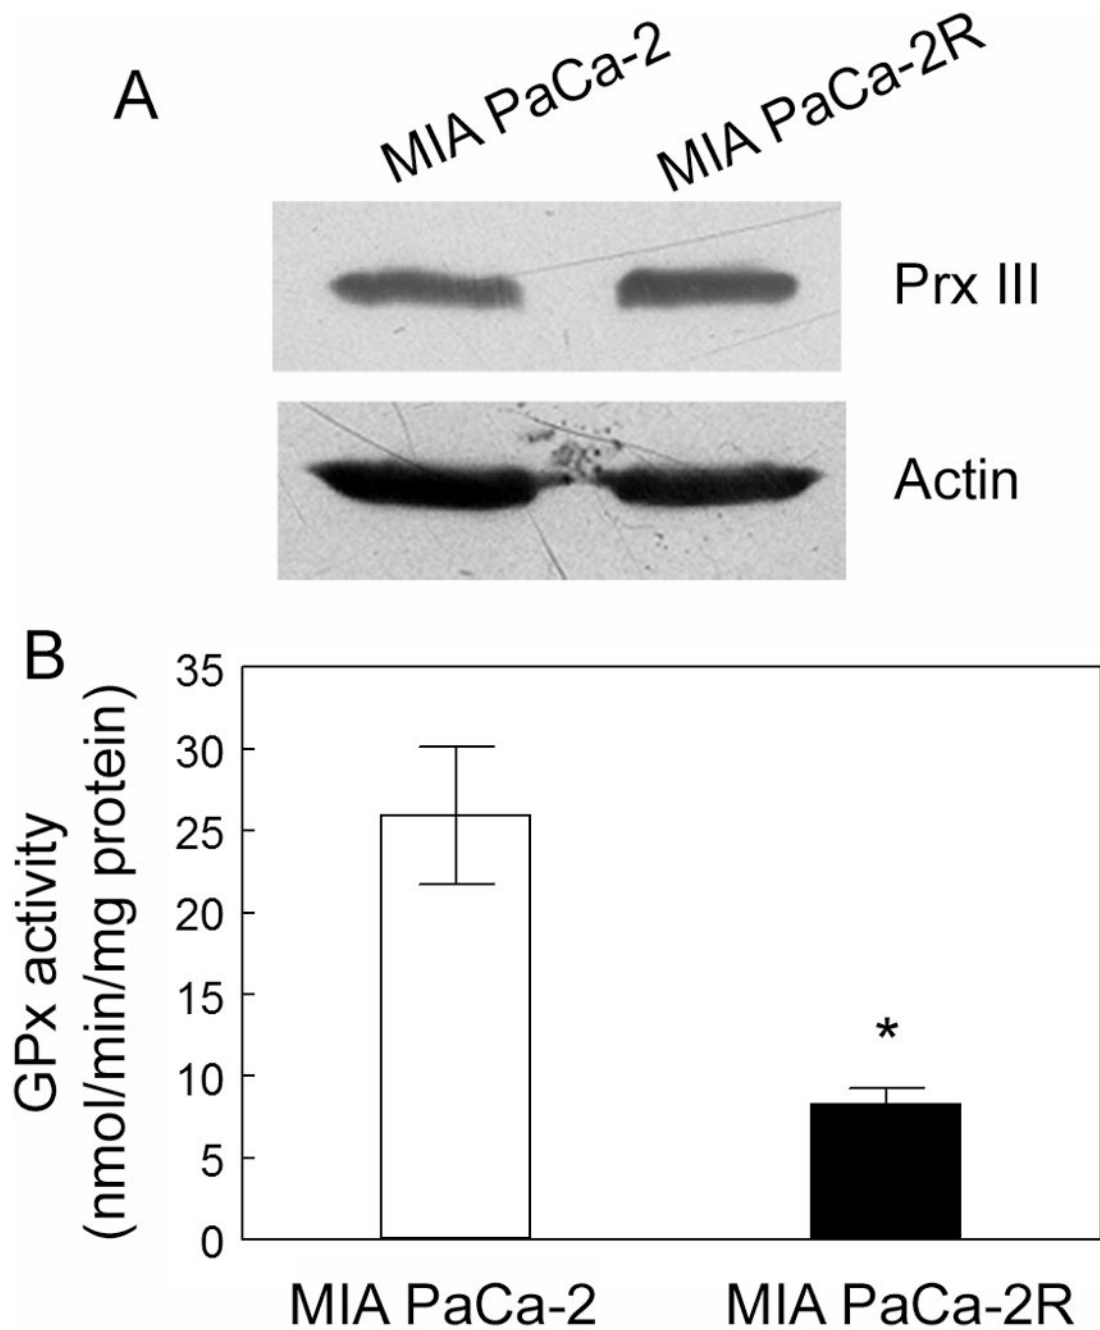 A
MIA PaCa-2
MIA PaCa-2R
Prx III
Actin
B
GPx activity
(nmol/min/mg protein)
35
30
25
20
15
10
5
0
*
MIA PaCa-2
MIA PaCa-2R